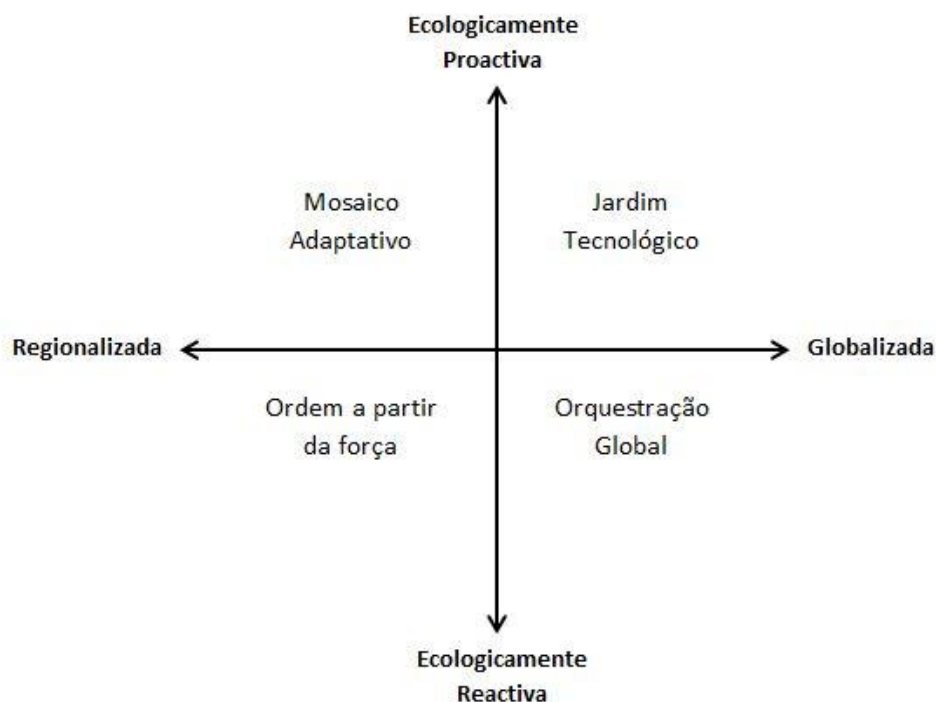 Ecologicamente
Proactiva
Mosaico
Adaptativo
Jardim
Tecnológico
Regionalizada
Globalizada
Ordem a partir
da força
Orquestração
Global
Ecologicamente
Reactiva